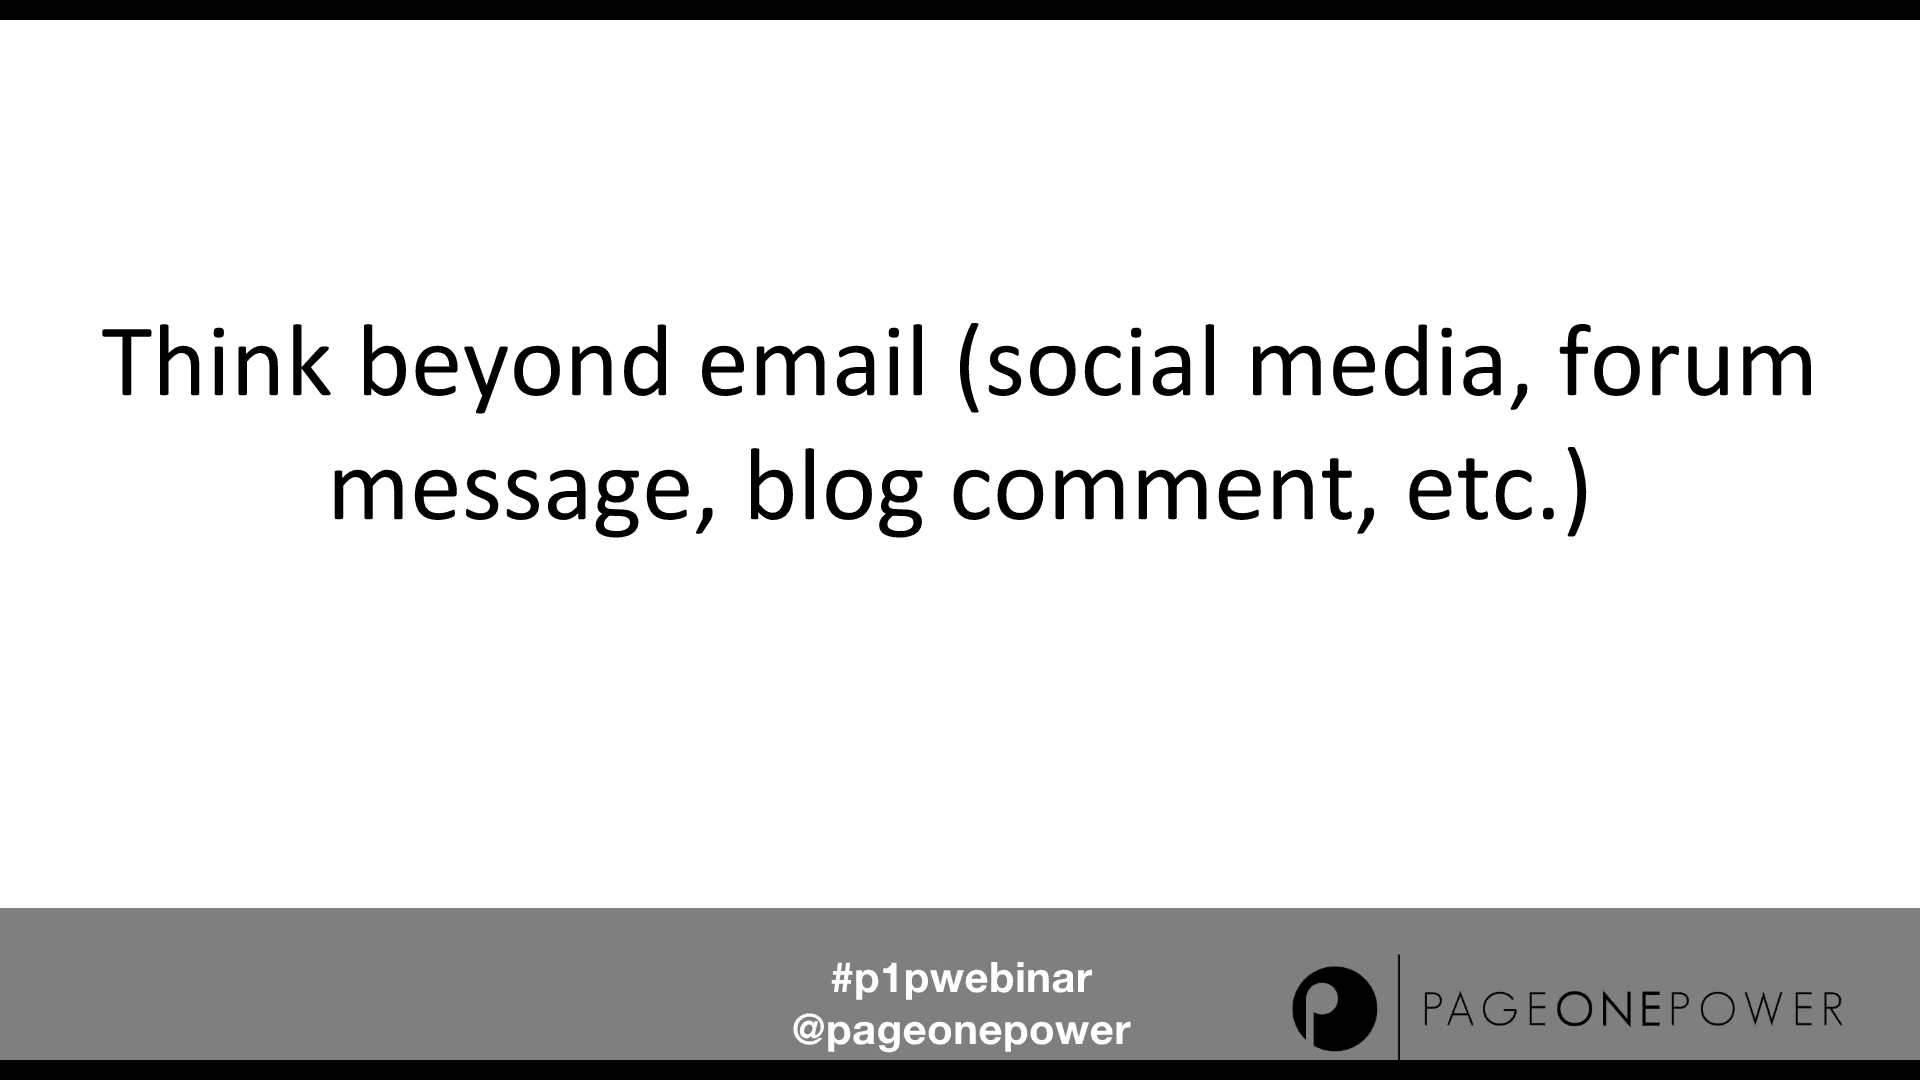 Think beyond email (social media, forum
message, blog comment, etc.)
#p1pwebinar
@pageonepower
PAGEONEPOWER